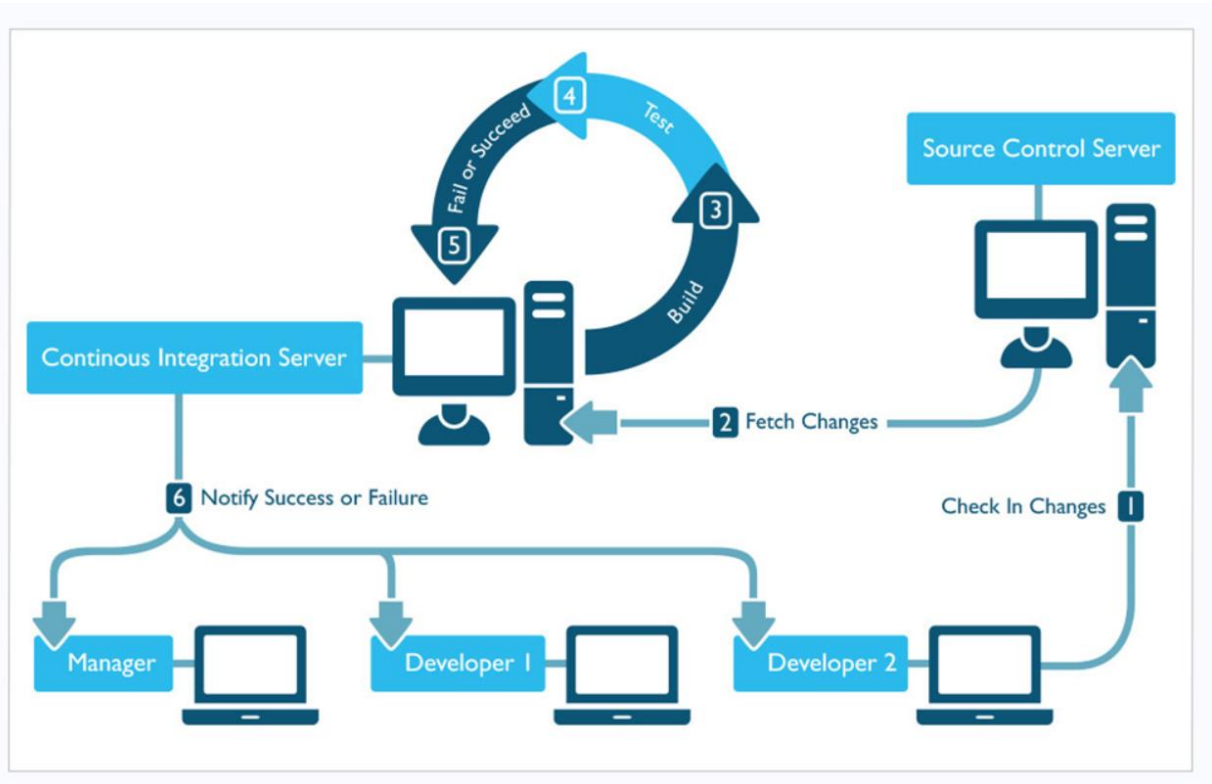 4
Test
Fail or Succeed
3
5
Build
Source Control Server
Continous Integration Server
2 Fetch Changes
6 Notify Success or Failure
Check In Changes 1
Manager
Developer 1
Developer 2